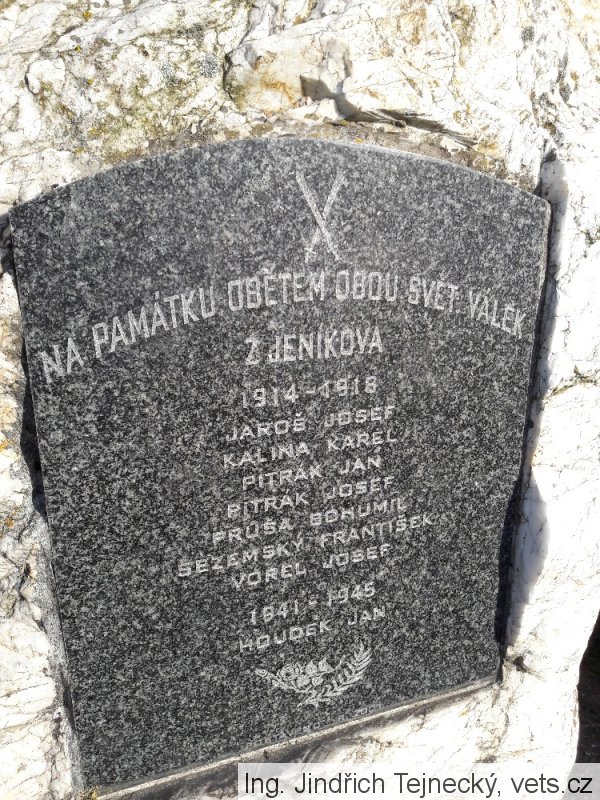 NA PAMÁTKU OBĚTEM OBOU SVĚT. VÁLEK
Z JENÍKOVA
1914-1918
JAROŠ JOSEF
KALINA KAREL
PITRÁK JAN
PITRÁK JOSEF
PRŮŠA BOHUMIL
SEZEMSKÝ FRANTIŠEK
VOREL JOSEF
1941-1945
HOUDEK JAN
Ing. Jindřich Tejnecký, vets.cz